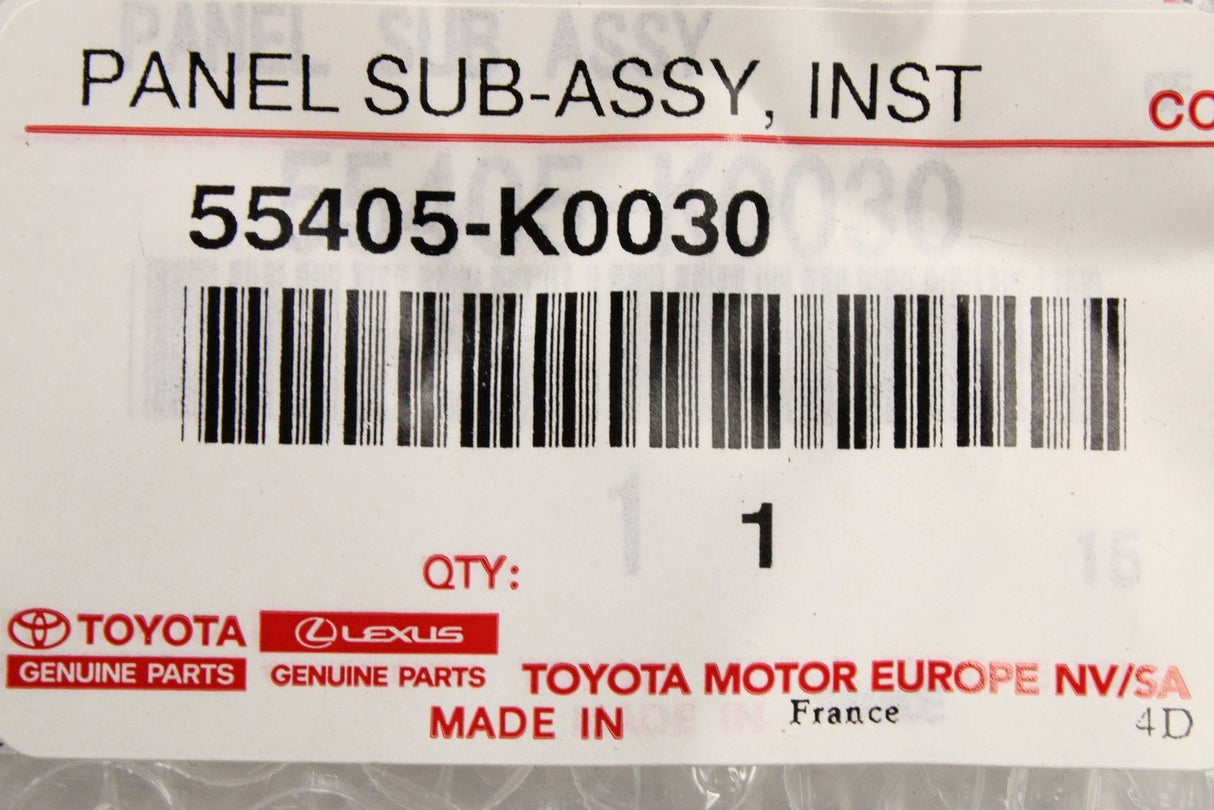 PANEL SUB-ASSY, INST
CO
55405-K0030
1
QTY:
TOYOTA
GENUINE PARTS
LEXUS
GENUINE PARTS
TOYOTA MOTOR EUROPE NV/SA
MADE IN France
4D